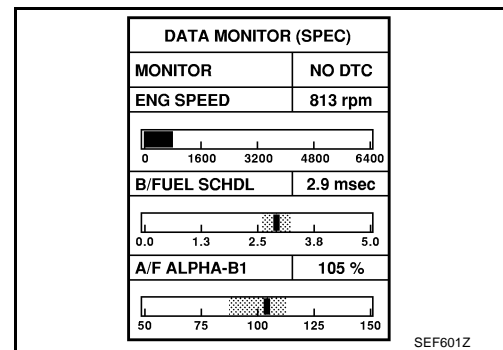 DATA MONITOR (SPEC)
MONITOR NO DTC
ENG SPEED 813 rpm
0 1600 3200 4800 6400
B/FUEL SCHDL 2.9 msec
0.0 1.3 2.5 3.8 5.0
A/F ALPHA-B1 105 %
50 75 100 125 150
SEF601Z